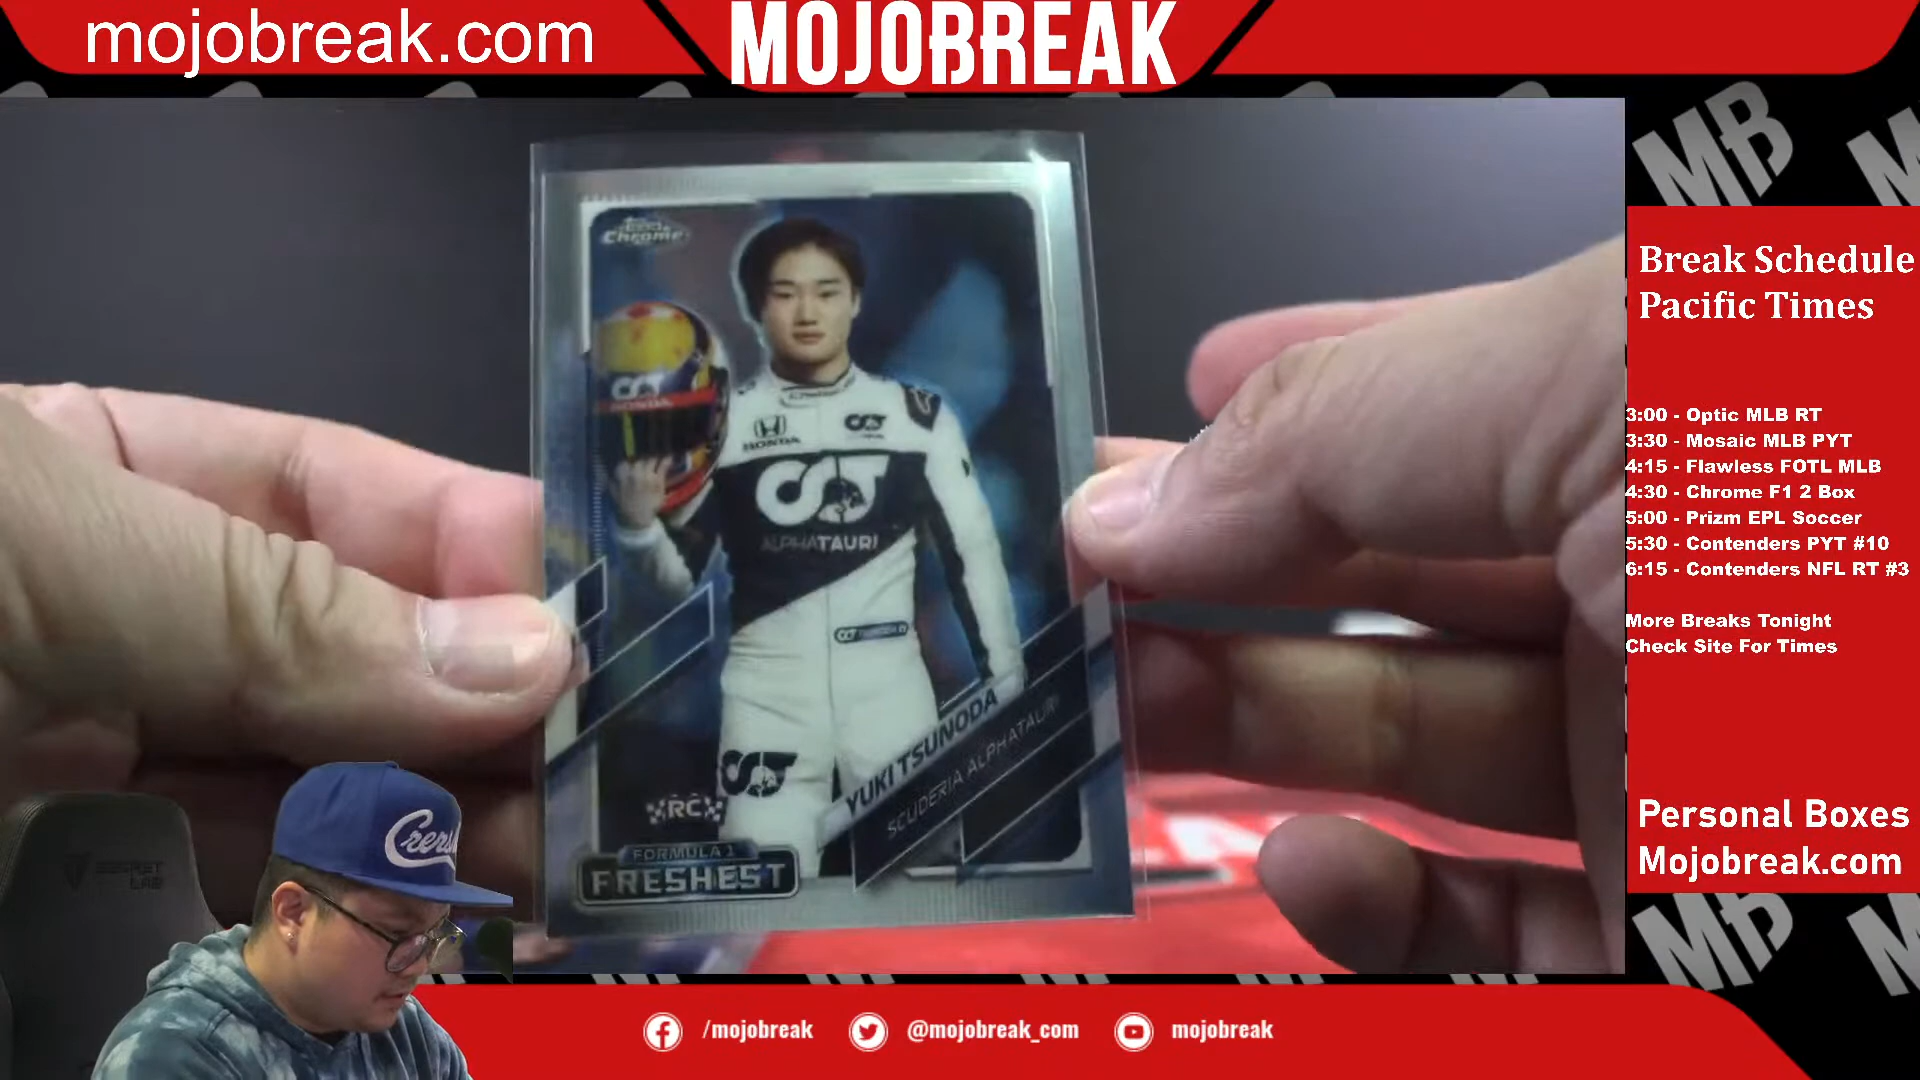 mojobreak.com
MOJOBREAK
MB
Break Schedule
Pacific Times
3:00 - Optic MLB RT
3:30 - Mosaic MLB PYT
4:15 - Flawless FOTL MLB
4:30 - Chrome F1 2 Box
5:00 - Prizm EPL Soccer
5:30 - Contenders PYT #10
6:15 - Contenders NFL RT #3
More Breaks Tonight
Check Site For Times
Personal Boxes
Mojobreak.com
MB
Topps
Chrome
HONDA
HONDA
ALPHATAURI
YUKI TSUNODA
SCUDERIA ALPHATAURI
RC
FORMULA 1
FRESHEST
/mojobreak
@mojobreak_com
mojobreak